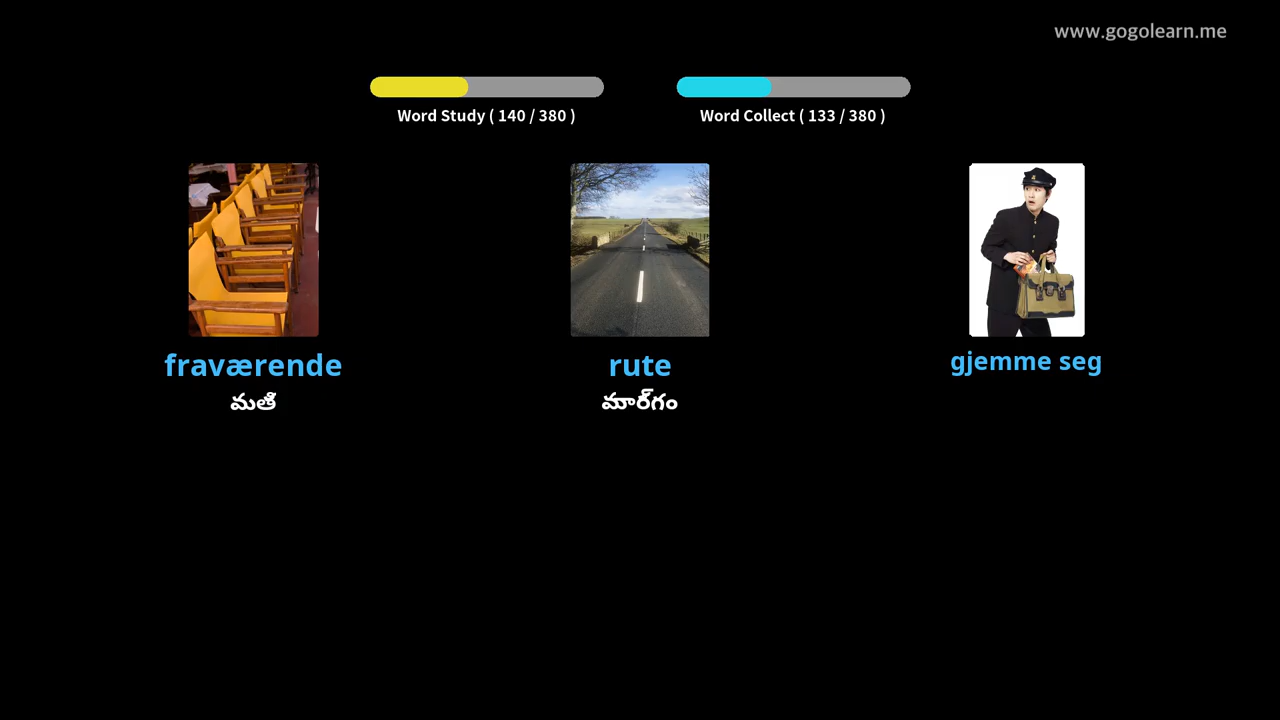 www.gogolearn.me
Word Study ( 140 / 380 )
Word Collect ( 133 / 380 )
fraværende
మతి
rute
మార్‌గం
gjemme seg